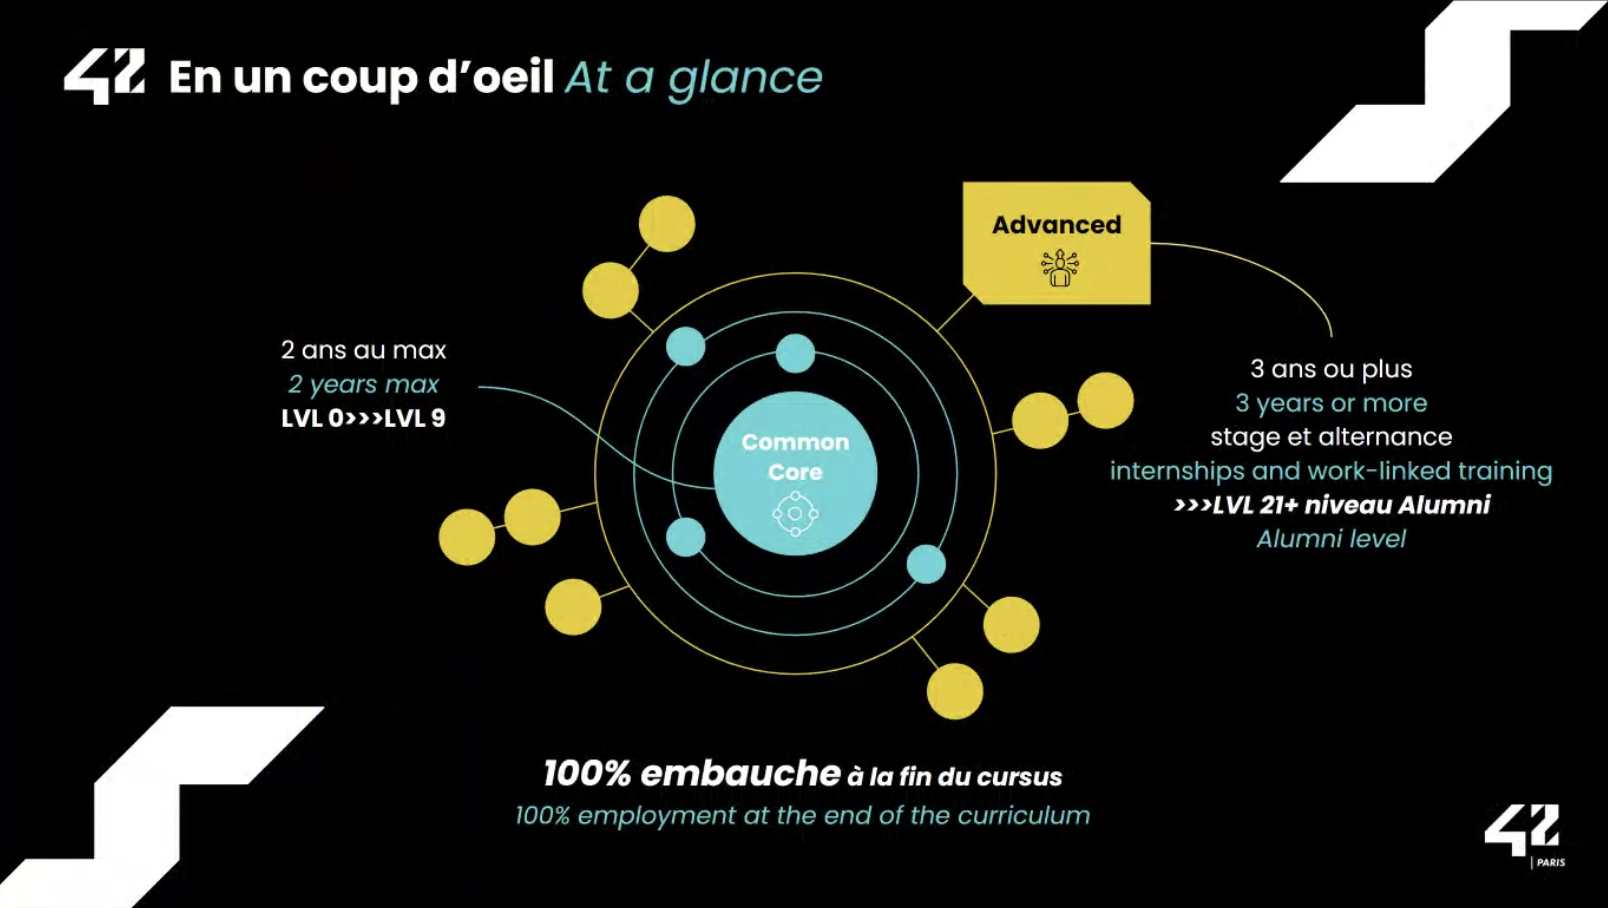 42 En un coup d’oeil At a glance
Advanced
2 ans au max
2 years max
LVL 0>>>LVL 9
Common
Core
3 ans ou plus
3 years or more
stage et alternance
internships and work-linked training
>>>LVL 21+ niveau Alumni
Alumni level
100% embauche à la fin du cursus
100% employment at the end of the curriculum
42
| PARIS